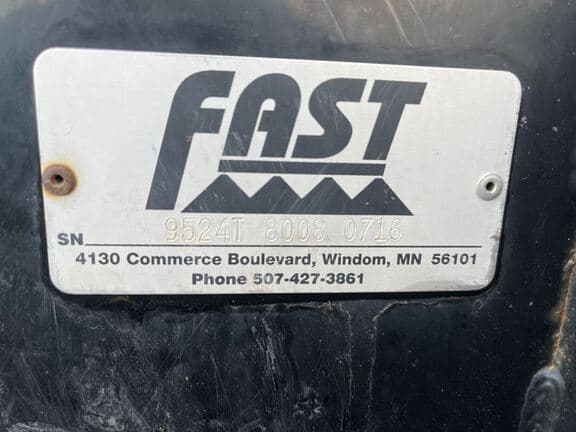 FAST
SN 9524T 8008 0716
4130 Commerce Boulevard, Windom, MN 56101
Phone 507-427-3861